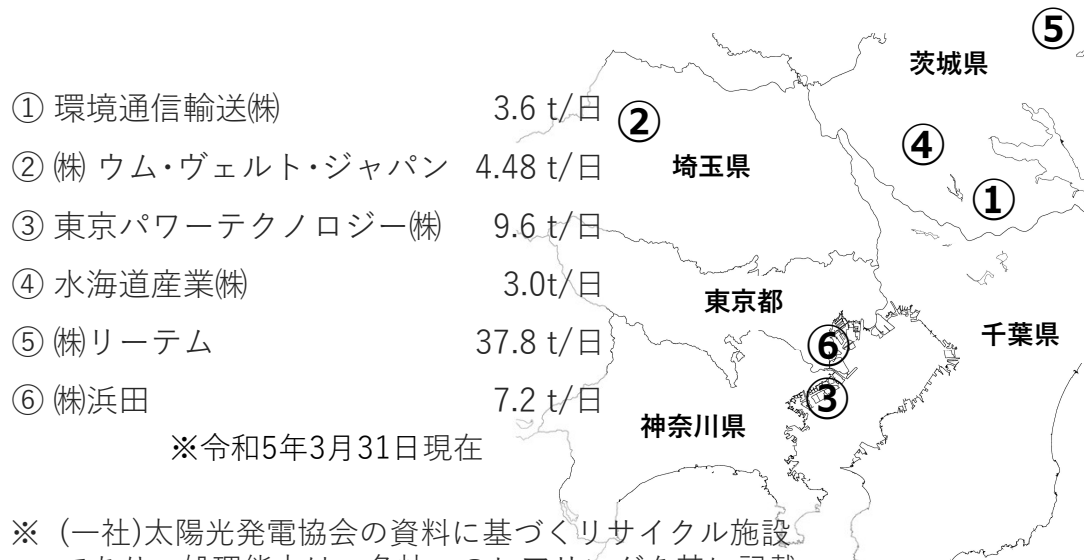 ① 環境通信輸送㈱ 3.6 t/日
② ㈱ ウム・ヴェルト・ジャパン 4.48 t/日
③ 東京パワーテクノロジー㈱ 9.6 t/日
④ 水海道産業㈱ 3.0t/日
⑤ ㈱リーテム 37.8 t/日
⑥ ㈱浜田 7.2 t/日
※令和5年3月31日現在
※ (一社)太陽光発電協会の資料に基づくリサイクル施設
⑤
茨城県
②
④
埼玉県
①
東京都
千葉県
⑥
③
神奈川県